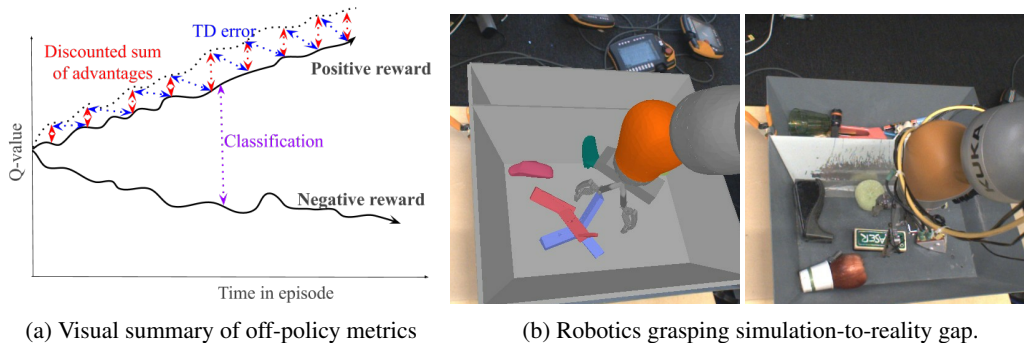 Discounted sum
of advantages
TD error
Positive reward
Classification
Negative reward
Q-value
Time in episode
KUKA
(a) Visual summary of off-policy metrics
(b) Robotics grasping simulation-to-reality gap.